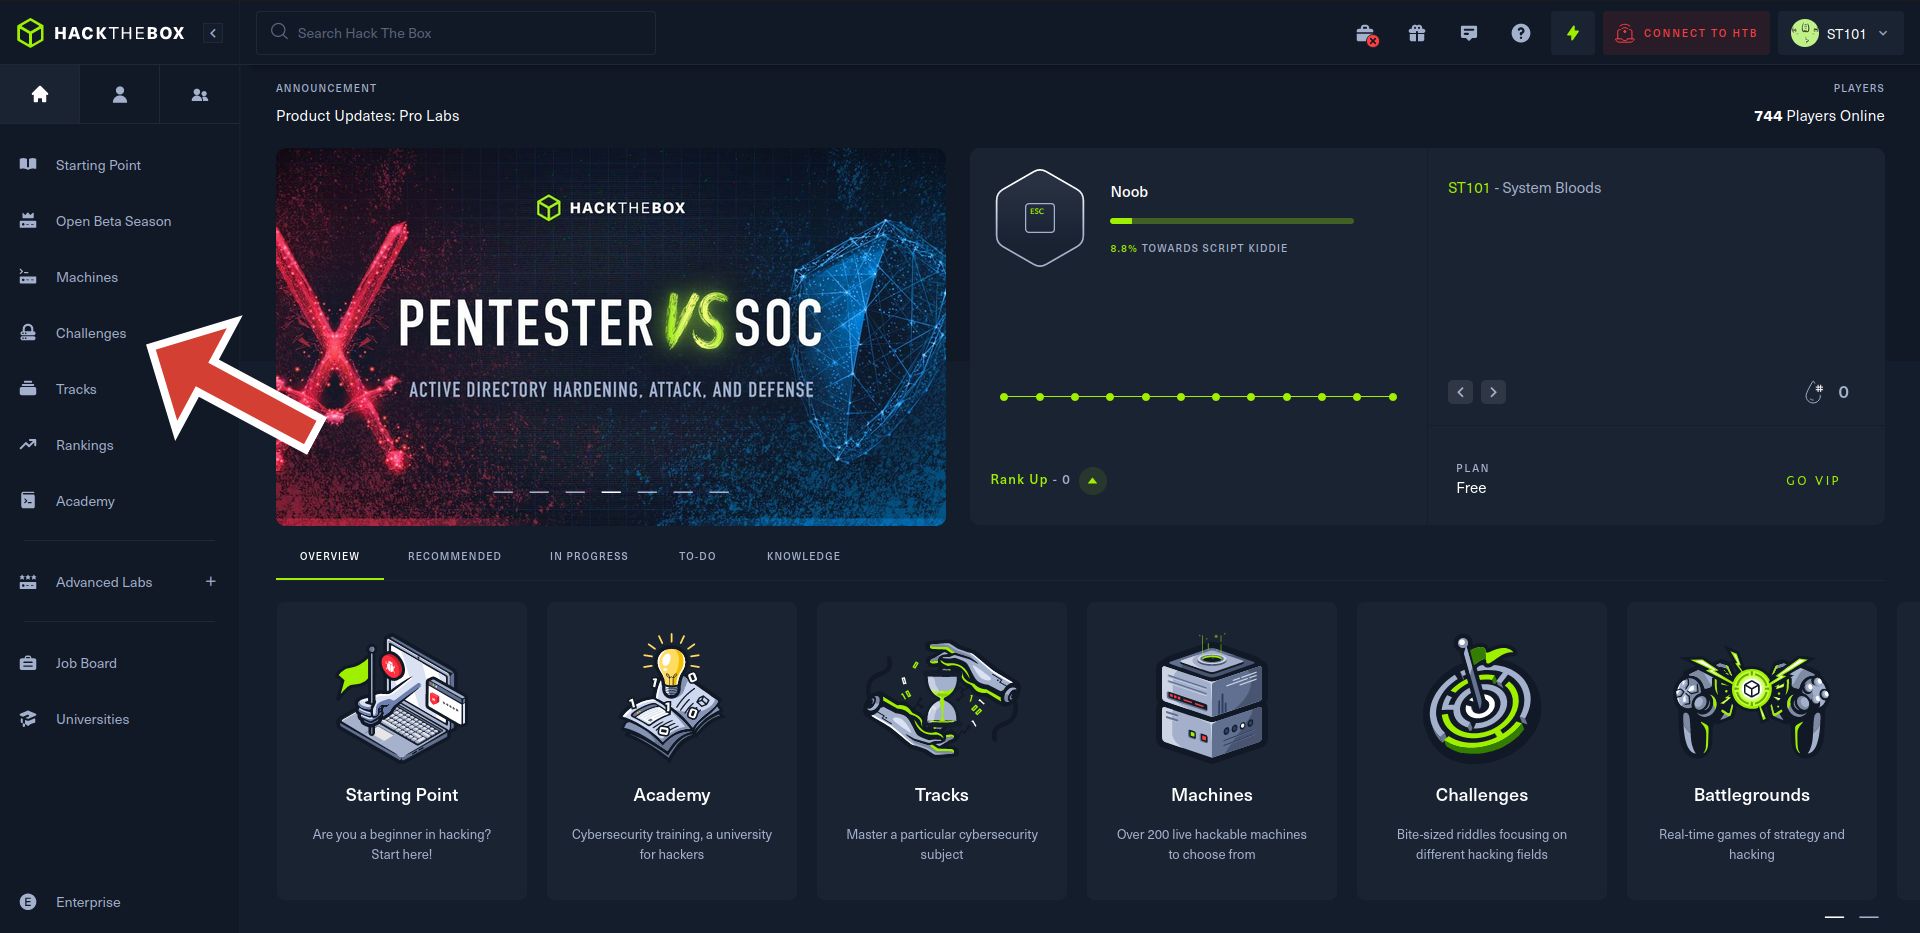 HACKTHEBOX
Search Hack The Box
CONNECT TO HTB
ST101
Starting Point
Open Beta Season
Machines
Challenges
Tracks
Rankings
Academy
Advanced Labs
Job Board
Universities
E
Enterprise
ANNOUNCEMENT
Product Updates: Pro Labs
PLAYERS
744 Players Online
HACKTHEBOX
PENTESTER VS SOC
ACTIVE DIRECTORY HARDENING, ATTACK, AND DEFENSE
ESC
Noob
8.8% TOWARDS SCRIPT KIDDIE
Rank Up - 0
ST101 - System Bloods
0
PLAN
Free
GO VIP
OVERVIEW
RECOMMENDED
IN PROGRESS
TO-DO
KNOWLEDGE
Starting Point
Are you a beginner in hacking?
Start here!
Academy
Cybersecurity training, a university
for hackers
Tracks
Master a particular cybersecurity
subject
Machines
Over 200 live hackable machines
to choose from
Challenges
Bite-sized riddles focusing on
different hacking fields
Battlegrounds
Real-time games of strategy and
hacking